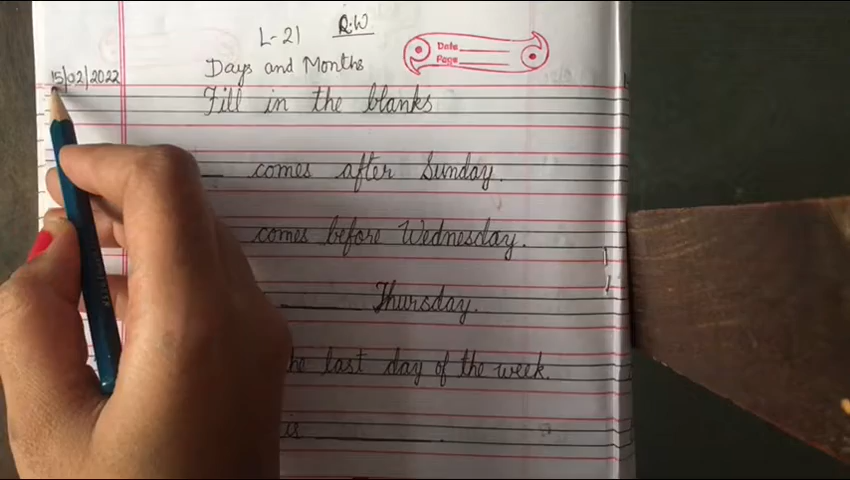 L-21 R.W
Date
Page
Days and Months
15/02/2022
Fill in the blanks
comes after Sunday.
comes before Wednesday.
Thursday.
he last day of the week.
is